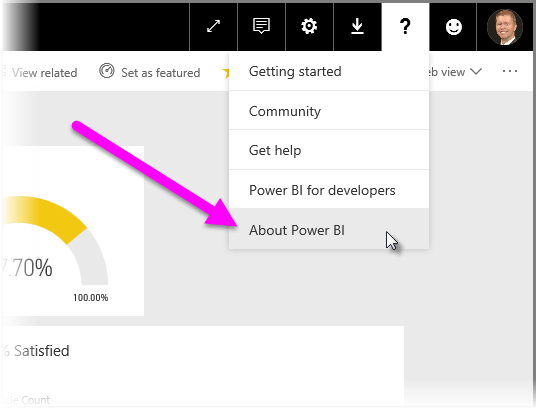 ?
View related
Set as featured
eb view
...
Getting started
Community
Get help
Power BI for developers
About Power BI
7.70%
100.00%
% Satisfied
Count